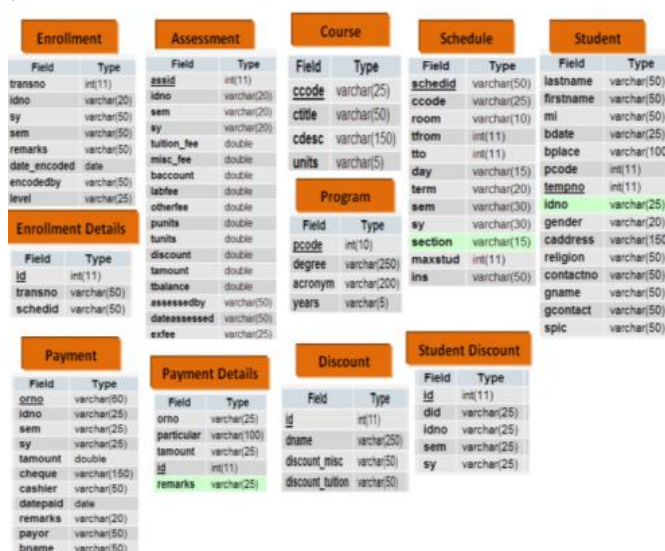 Enrollment
Field Type
transno int(11)
idno varchar(20)
sy varchar(50)
sem varchar(50)
remarks varchar(50)
date_encoded date
encodedby varchar(50)
level varchar(25)
Enrollment Details
Field Type
id int(11)
transno varchar(50)
schedid varchar(50)
Assessment
Field Type
assid int(11)
idno varchar(20)
sem varchar(20)
sy varchar(20)
tuition_fee double
misc_fee double
baccount double
labfee double
otherfee double
punits double
tunits double
discount double
tamount double
tbalance double
assessedby varchar(50)
dateassessed varchar(50)
exfee varchar(25)
Course
Field Type
ccode varchar(25)
ctitle varchar(50)
cdesc varchar(150)
units varchar(5)
Program
Field Type
pcode int(10)
degree varchar(250)
acronym varchar(200)
years varchar(5)
Schedule
Field Type
schedid varchar(50)
ccode varchar(25)
room varchar(10)
tfrom int(11)
tto int(11)
day varchar(15)
term varchar(20)
sem varchar(30)
sy varchar(30)
section varchar(15)
maxstud int(11)
ins varchar(50)
Student
Field Type
lastname varchar(50)
firstname varchar(50)
mi varchar(50)
bdate varchar(25)
bplace varchar(100
pcode int(11)
tempno int(11)
idno varchar(25)
gender varchar(20)
caddress varchar(150
religion varchar(50)
contactno varchar(50)
gname varchar(50)
gcontact varchar(50)
spic varchar(50)
Payment
Field Type
orno varchar(60)
idno varchar(25)
sem varchar(25)
sy varchar(25)
tamount double
cheque varchar(150)
cashier varchar(50)
datepaid date
remarks varchar(20)
payor varchar(50)
bname varchar(50)
Payment Details
Field Type
orno varchar(25)
particular varchar(100)
tamount varchar(25)
id int(11)
remarks varchar(25)
Discount
Field Type
id int(11)
dname varchar(250)
discount_misc varchar(50)
discount_tuition varchar(50)
Student Discount
Field Type
id int(11)
did varchar(25)
idno varchar(25)
sem varchar(25)
sy varchar(25)